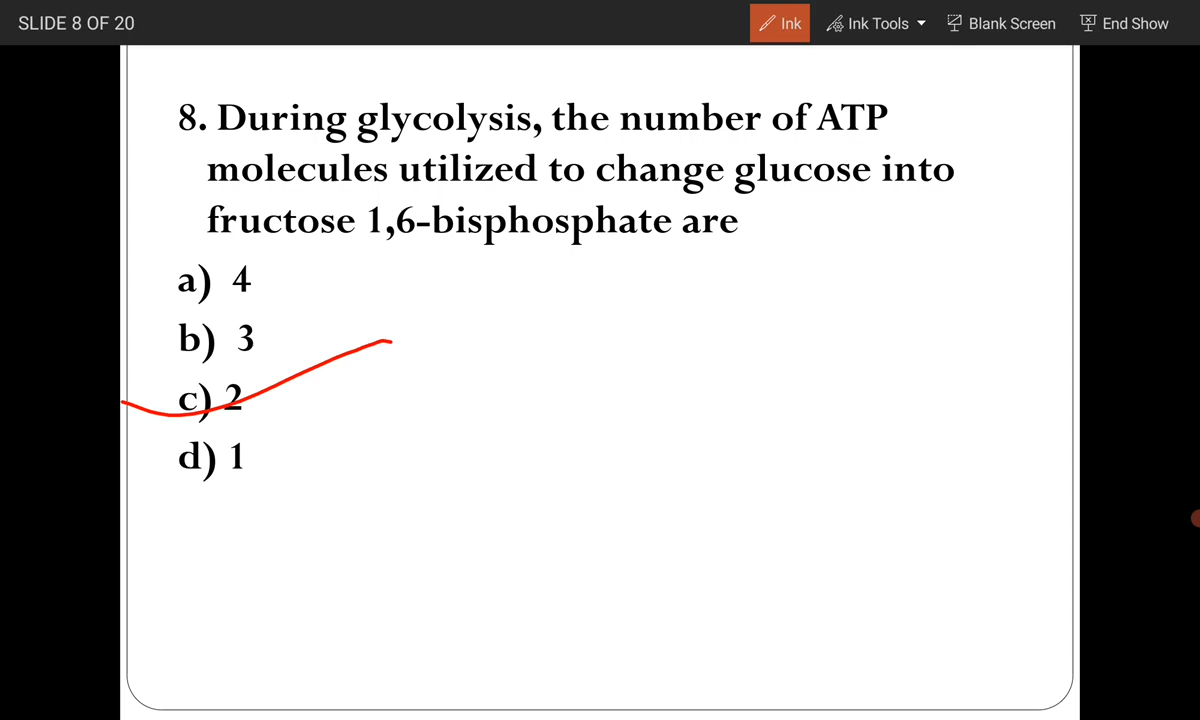 SLIDE 8 OF 20
Ink
Ink Tools
Blank Screen
End Show
8. During glycolysis, the number of ATP
molecules utilized to change glucose into
fructose 1,6-bisphosphate are
a) 4
b) 3
c) 2
d) 1